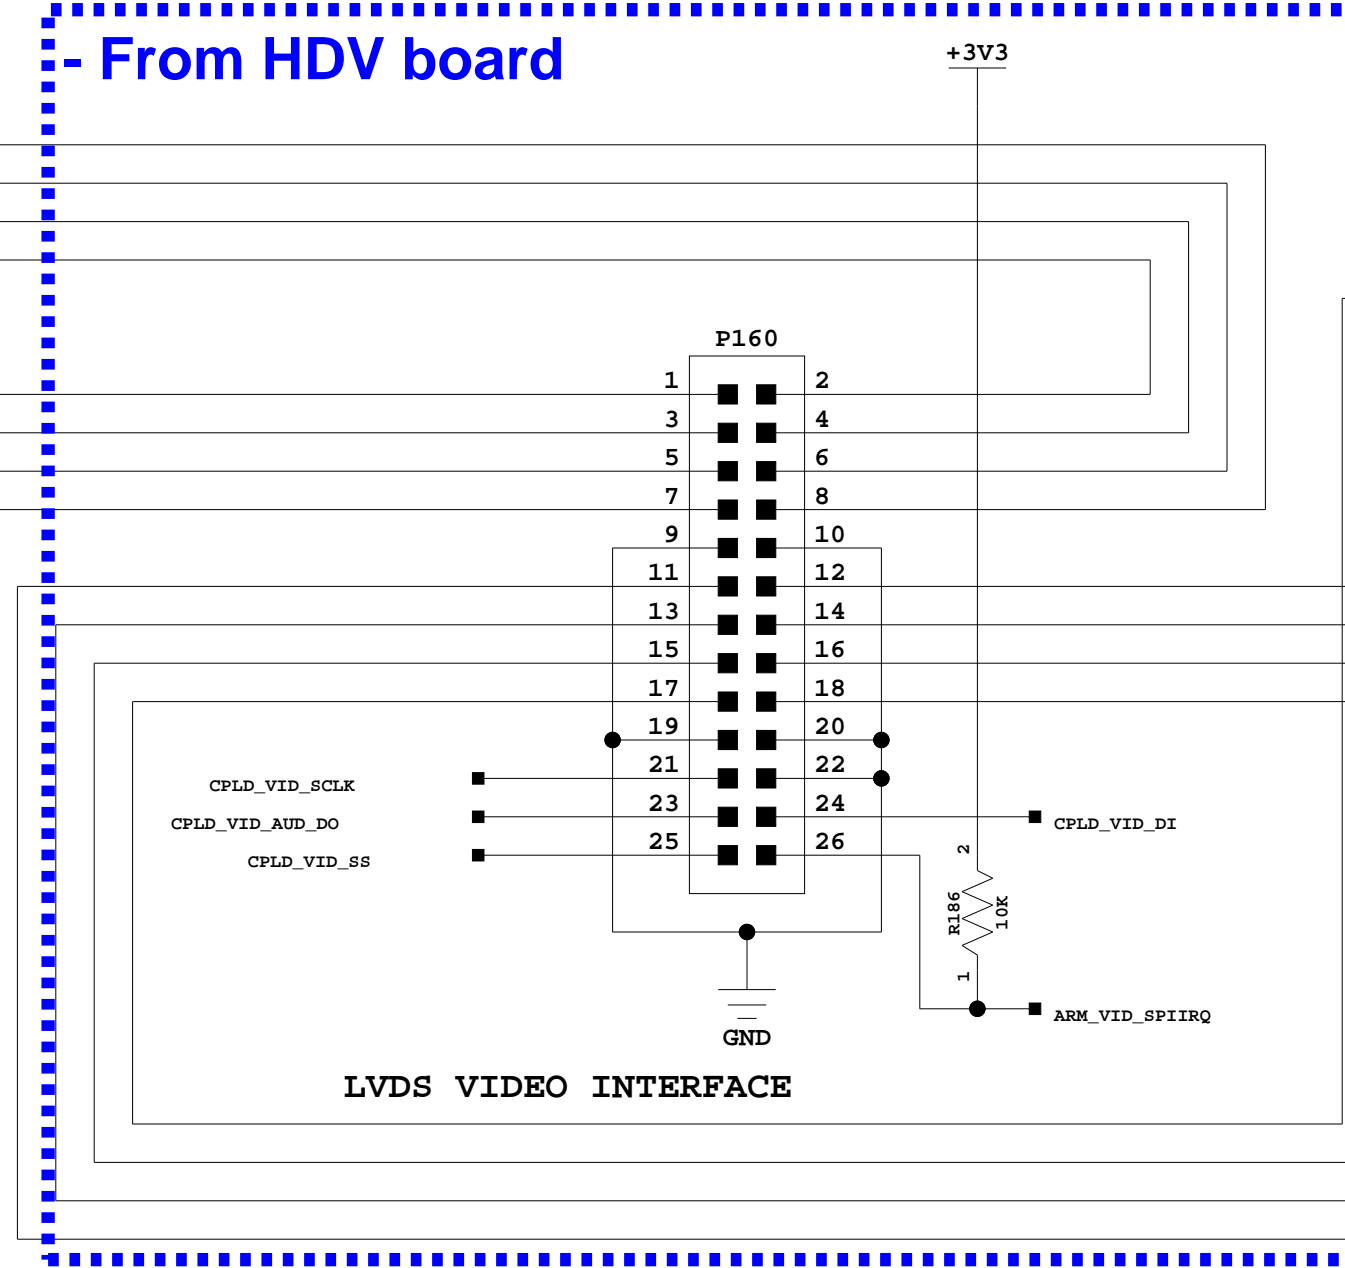 - From HDV board
+3V3
P160
1 2
3 4
5 6
7 8
9 10
11 12
13 14
15 16
17 18
19 20
21 22
CPLD_VID_SCLK
23 24
CPLD_VID_AUD_DO CPLD_VID_DI
25 26
CPLD_VID_SS
2
R186
10K
1
ARM_VID_SPIIRQ
GND
LVDS VIDEO INTERFACE